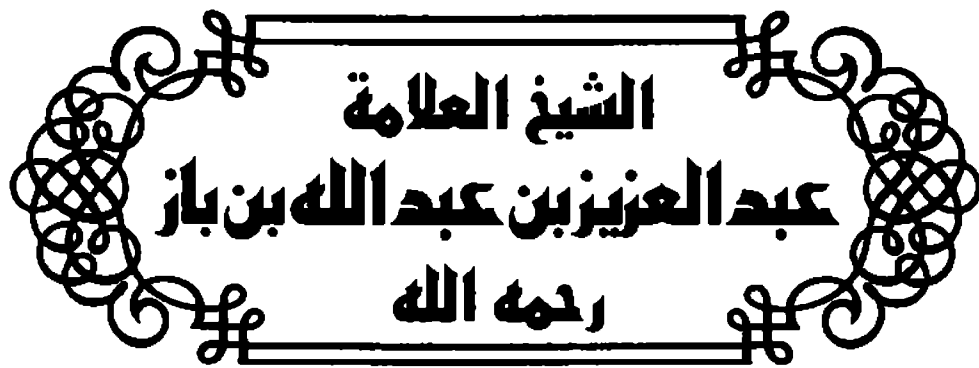 الشيخ العلامة
عبد العزيز بن عبد الله بن باز
رحمه الله